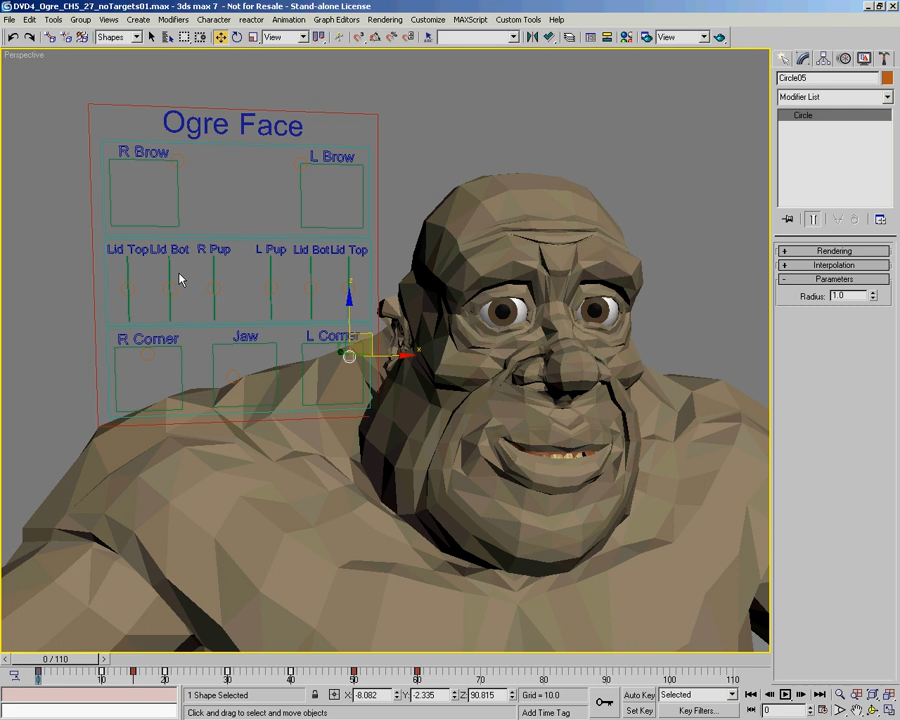 DVD4_Ogre_CHS_27_noTargets01.max - 3ds max 7 - Not for Resale - Stand-alone License
File Edit Tools Group Views Create Modifiers Character reactor Animation Graph Editors Rendering Customize MAXScript Custom Tools Help
Shapes View View
Perspective
Circle05
Modifier List
Circle
Ogre Face
R Brow L Brow
Lid Top Lid Bot R Pup L Pup Lid Bot Lid Top
z
R Corner Jaw L Corner
x
+ Rendering
+ Interpolation
- Parameters
Radius: 1.0
0 / 110
0 10 20 30 40 50 60 70 80 90 100 110
1 Shape Selected X: -8.082 Y: -2.335 Z: 90.815 Grid = 10.0 Auto Key Selected
Click and drag to select and move objects Add Time Tag Set Key Key Filters... 0